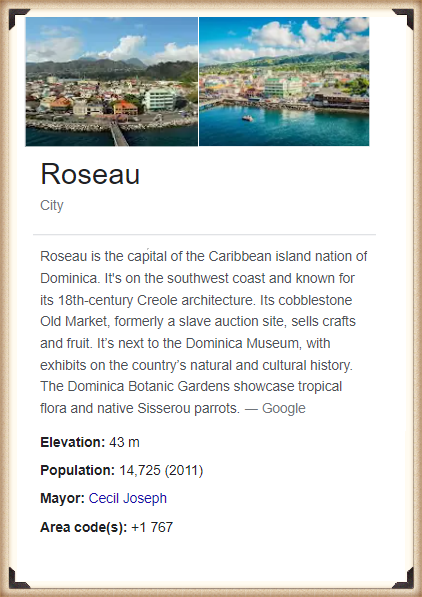 Roseau
City
Roseau is the capital of the Caribbean island nation of
Dominica. It's on the southwest coast and known for
its 18th-century Creole architecture. Its cobblestone
Old Market, formerly a slave auction site, sells crafts
and fruit. It’s next to the Dominica Museum, with
exhibits on the country’s natural and cultural history.
The Dominica Botanic Gardens showcase tropical
flora and native Sisserou parrots. — Google
Elevation: 43 m
Population: 14,725 (2011)
Mayor: Cecil Joseph
Area code(s): +1 767